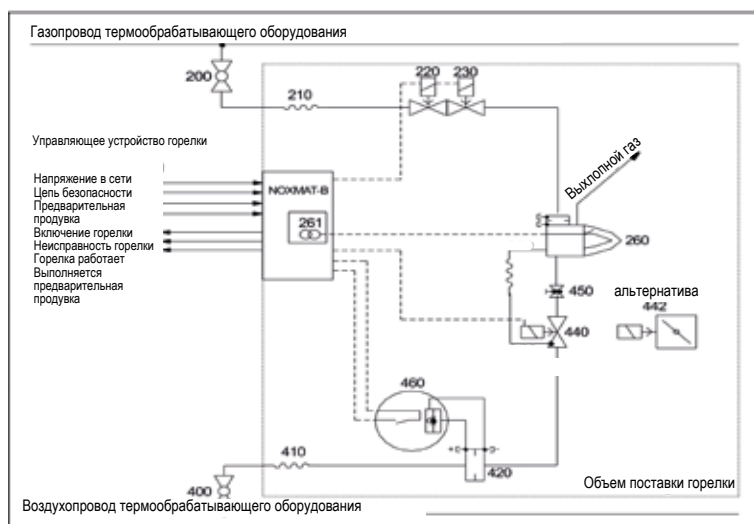 Газопровод термообрабатывающего оборудования
200
210
220 230
Управляющее устройство горелки
Напряжение в сети
Цепь безопасности
Предварительная
продувка
Включение горелки
Неисправность горелки
Горелка работает
Выполняется
предварительная
продувка
NOXMAT-B
261
Выхлопной газ
260
450
альтернатива
442
440
460
410
420
400
Объем поставки горелки
Воздухопровод термообрабатывающего оборудования